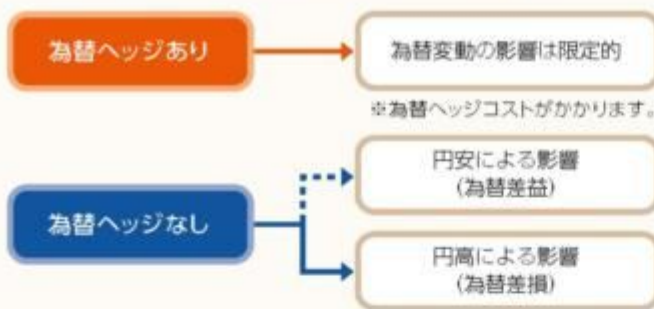 為替ヘッジあり
為替変動の影響は限定的
※為替ヘッジコストがかかります。
円安による影響
(為替差益)
為替ヘッジなし
円高による影響
(為替差損)